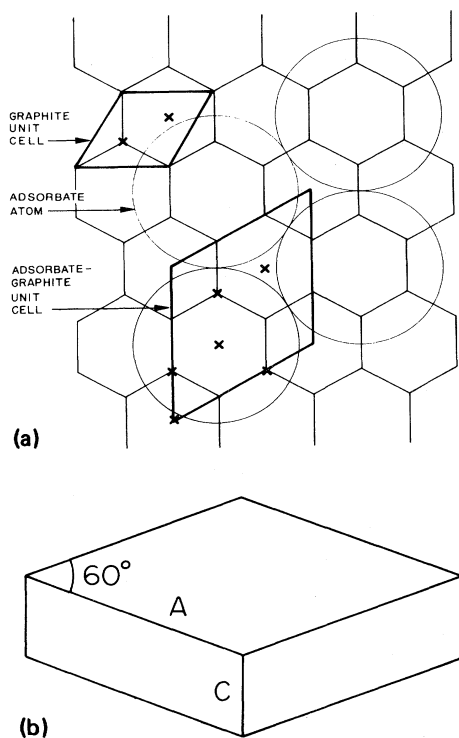 GRAPHITE
UNIT
CELL
ADSORBATE
ATOM
ADSORBATE-
GRAPHITE
UNIT
CELL
(a)
60°
A
C
(b)